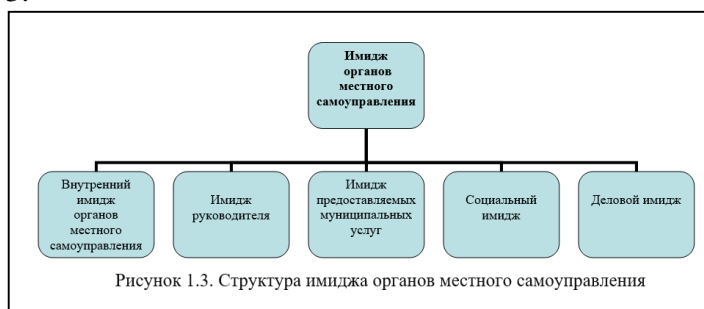 Имидж
органов
местного
самоуправления
Внутренний
имидж
органов
местного
самоуправления
Имидж
руководителя
Имидж
предоставляемых
муниципальных
услуг
Социальный
имидж
Деловой имидж
Рисунок 1.3. Структура имиджа органов местного самоуправления